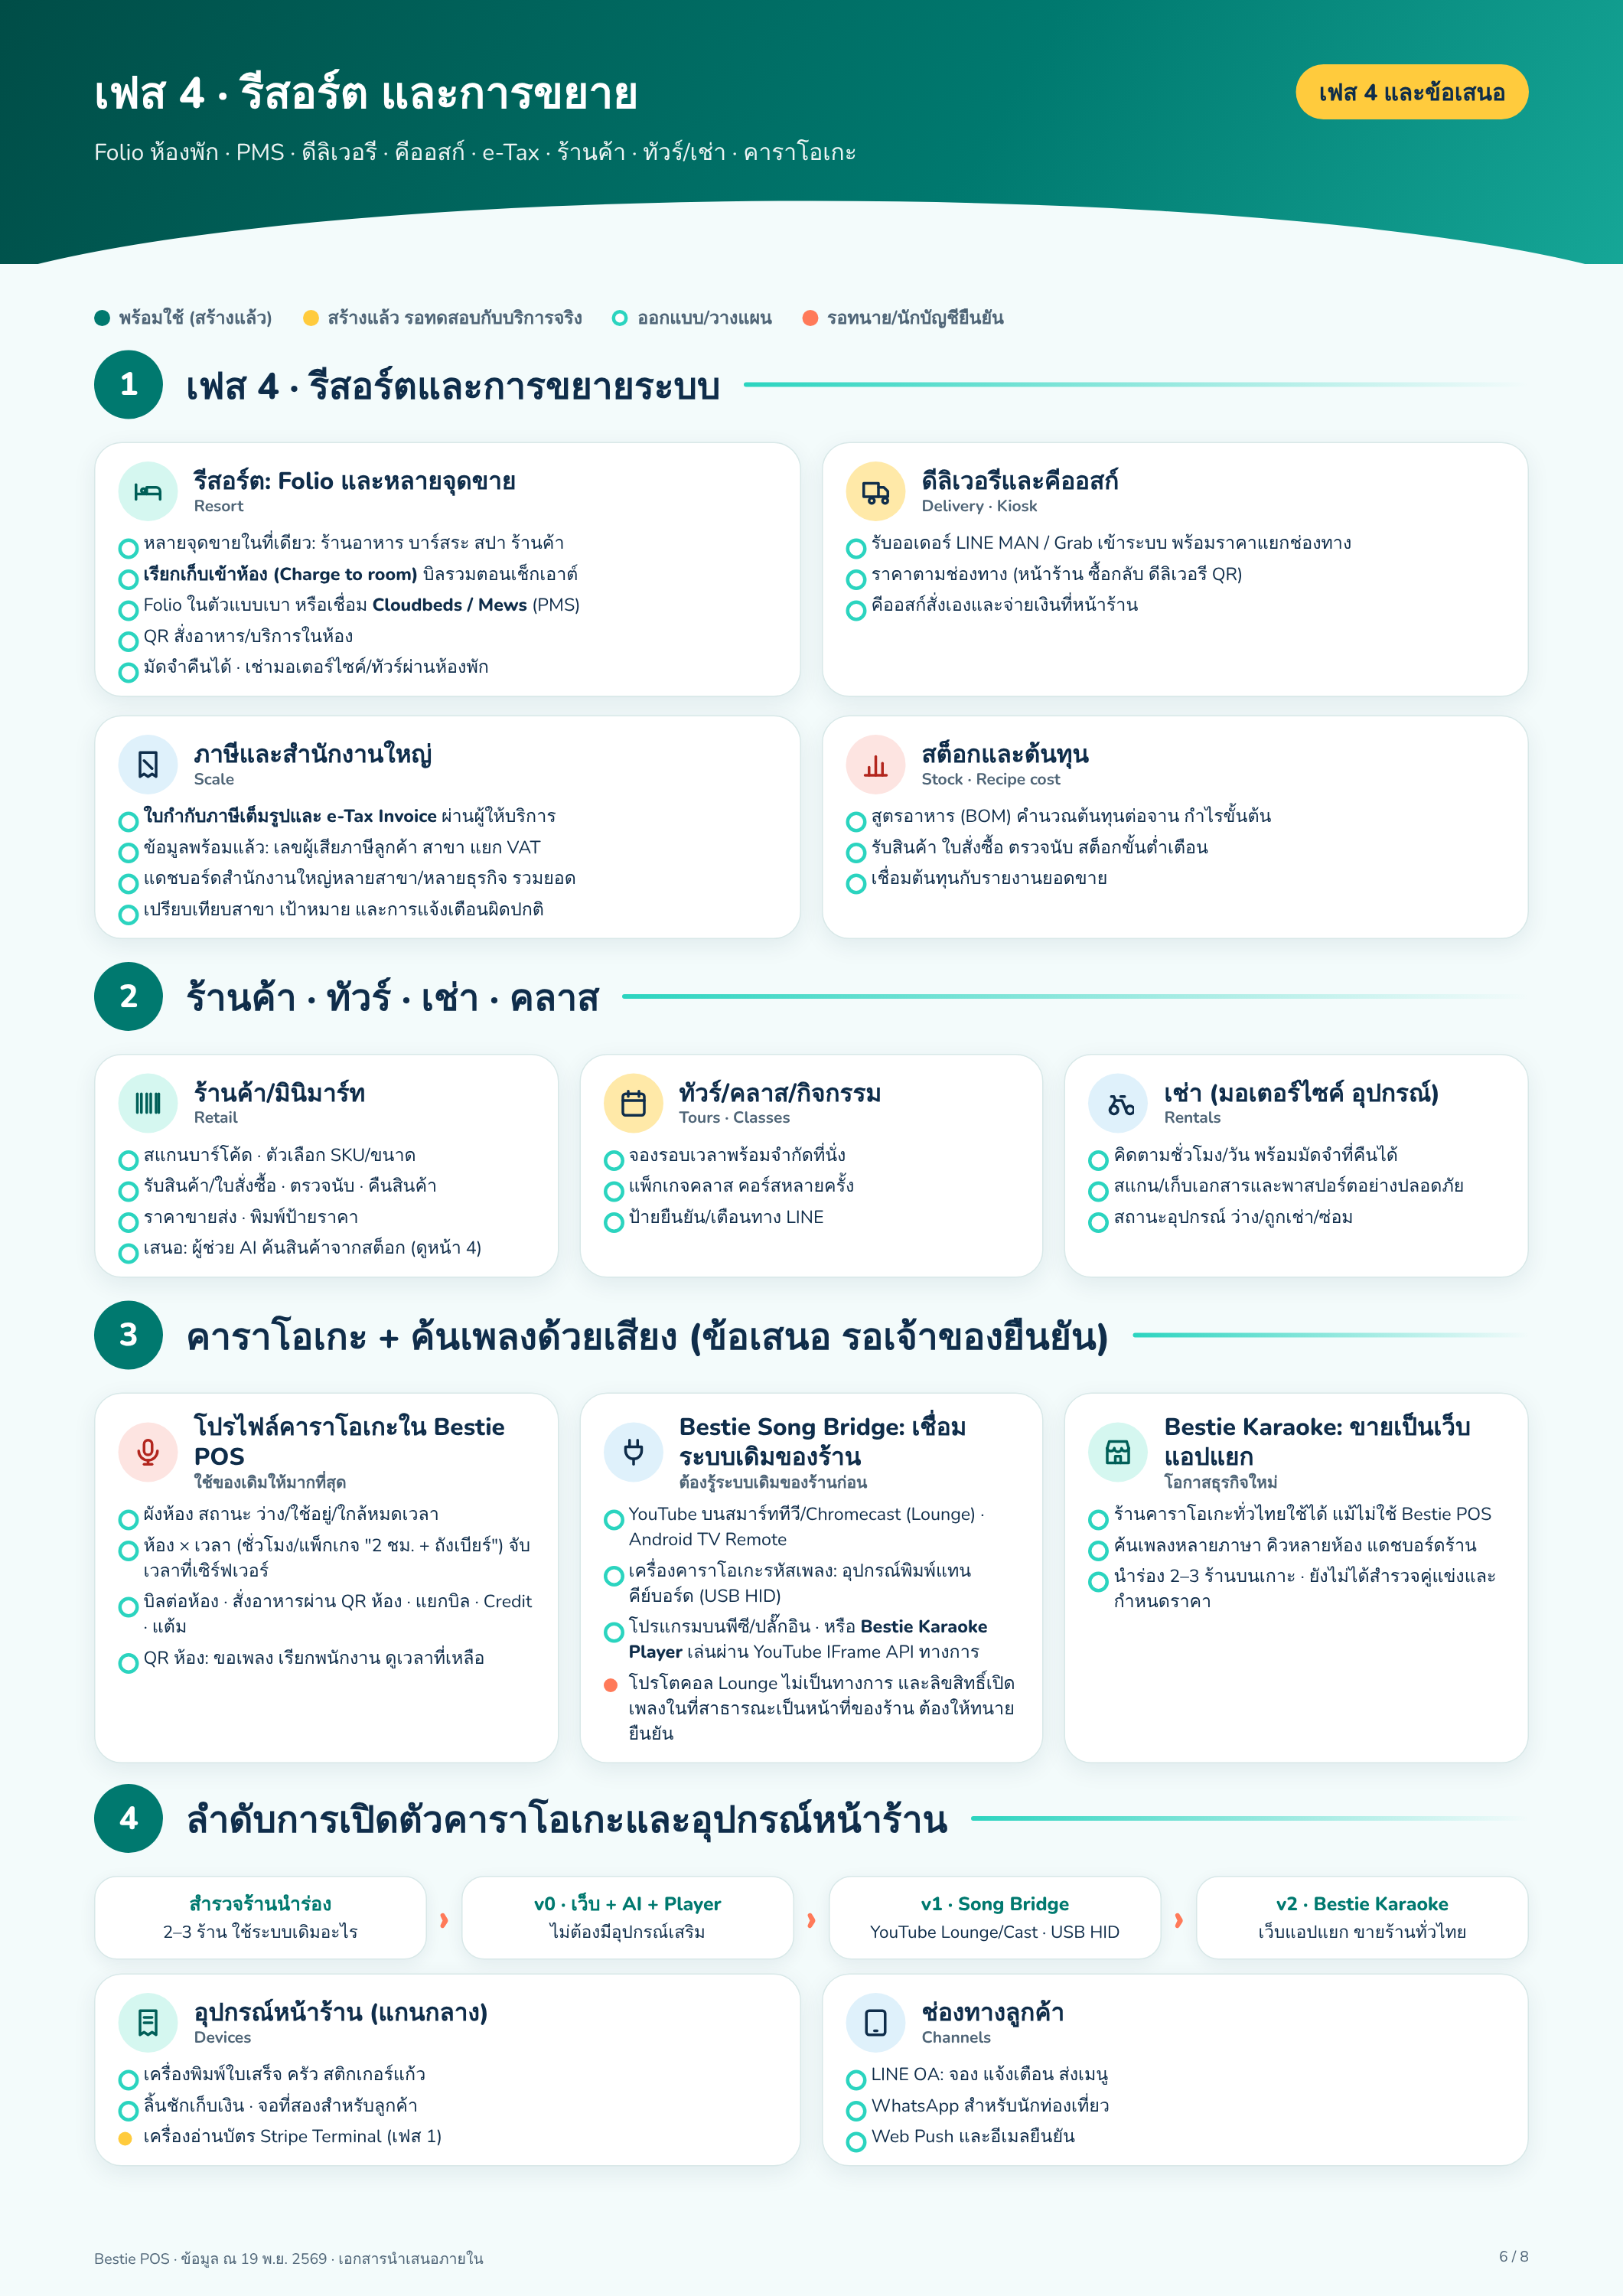 เฟส 4 · รีสอร์ต และการขยาย
เฟส 4 และข้อเสนอ
Folio ห้องพัก · PMS · ดีลิเวอรี · คีออสก์ · e-Tax · ร้านค้า · ทัวร์/เช่า · คาราโอเกะ
พร้อมใช้ (สร้างแล้ว)
สร้างแล้ว รอทดสอบกับบริการจริง
ออกแบบ/วางแผน
รอทนาย/นักบัญชียืนยัน
1
เฟส 4 · รีสอร์ตและการขยายระบบ
รีสอร์ต: Folio และหลายจุดขาย
Resort
หลายจุดขายในที่เดียว: ร้านอาหาร บาร์สระ สปา ร้านค้า
เรียกเก็บเข้าห้อง (Charge to room) บิลรวมตอนเช็กเอาต์
Folio ในตัวแบบเบา หรือเชื่อม Cloudbeds / Mews (PMS)
QR สั่งอาหาร/บริการในห้อง
มัดจำคืนได้ · เช่ามอเตอร์ไซค์/ทัวร์ผ่านห้องพัก
ดีลิเวอรีและคีออสก์
Delivery · Kiosk
รับออเดอร์ LINE MAN / Grab เข้าระบบ พร้อมราคาแยกช่องทาง
ราคาตามช่องทาง (หน้าร้าน ซื้อกลับ ดีลิเวอรี QR)
คีออสก์สั่งเองและจ่ายเงินที่หน้าร้าน
ภาษีและสำนักงานใหญ่
Scale
ใบกำกับภาษีเต็มรูปและ e-Tax Invoice ผ่านผู้ให้บริการ
ข้อมูลพร้อมแล้ว: เลขผู้เสียภาษีลูกค้า สาขา แยก VAT
แดชบอร์ดสำนักงานใหญ่หลายสาขา/หลายธุรกิจ รวมยอด
เปรียบเทียบสาขา เป้าหมาย และการแจ้งเตือนผิดปกติ
สต็อกและต้นทุน
Stock · Recipe cost
สูตรอาหาร (BOM) คำนวณต้นทุนต่อจาน กำไรขั้นต้น
รับสินค้า ใบสั่งซื้อ ตรวจนับ สต็อกขั้นต่ำเตือน
เชื่อมต้นทุนกับรายงานยอดขาย
2
ร้านค้า · ทัวร์ · เช่า · คลาส
ร้านค้า/มินิมาร์ท
Retail
สแกนบาร์โค้ด · ตัวเลือก SKU/ขนาด
รับสินค้า/ใบสั่งซื้อ · ตรวจนับ · คืนสินค้า
ราคาขายส่ง · พิมพ์ป้ายราคา
เสนอ: ผู้ช่วย AI ค้นสินค้าจากสต็อก (ดูหน้า 4)
ทัวร์/คลาส/กิจกรรม
Tours · Classes
จองรอบเวลาพร้อมจำกัดที่นั่ง
แพ็กเกจคลาส คอร์สหลายครั้ง
ป้ายยืนยัน/เตือนทาง LINE
เช่า (มอเตอร์ไซค์ อุปกรณ์)
Rentals
คิดตามชั่วโมง/วัน พร้อมมัดจำที่คืนได้
สแกน/เก็บเอกสารและพาสปอร์ตอย่างปลอดภัย
สถานะอุปกรณ์ ว่าง/ถูกเช่า/ซ่อม
3
คาราโอเกะ + ค้นเพลงด้วยเสียง (ข้อเสนอ รอเจ้าของยืนยัน)
โปรไฟล์คาราโอเกะใน Bestie
POS
ใช้ของเดิมให้มากที่สุด
ผังห้อง สถานะ ว่าง/ใช้อยู่/ใกล้หมดเวลา
ห้อง × เวลา (ชั่วโมง/แพ็กเกจ "2 ชม. + ถังเบียร์") จับ
เวลาที่เซิร์ฟเวอร์
บิลต่อห้อง · สั่งอาหารผ่าน QR ห้อง · แยกบิล · Credit
· แต้ม
QR ห้อง: ขอเพลง เรียกพนักงาน ดูเวลาที่เหลือ
Bestie Song Bridge: เชื่อม
ระบบเดิมของร้าน
ต้องรู้ระบบเดิมของร้านก่อน
YouTube บนสมาร์ททีวี/Chromecast (Lounge) ·
Android TV Remote
เครื่องคาราโอเกะรหัสเพลง: อุปกรณ์พิมพ์แทน
คีย์บอร์ด (USB HID)
โปรแกรมบนพีซี/ปลั๊กอิน · หรือ Bestie Karaoke
Player เล่นผ่าน YouTube IFrame API ทางการ
โปรโตคอล Lounge ไม่เป็นทางการ และลิขสิทธิ์เปิด
เพลงในที่สาธารณะเป็นหน้าที่ของร้าน ต้องให้ทนาย
ยืนยัน
Bestie Karaoke: ขายเป็นเว็บ
แอปแยก
โอกาสธุรกิจใหม่
ร้านคาราโอเกะทั่วไทยใช้ได้ แม้ไม่ใช้ Bestie POS
ค้นเพลงหลายภาษา คิวหลายห้อง แดชบอร์ดร้าน
นำร่อง 2–3 ร้านบนเกาะ · ยังไม่ได้สำรวจคู่แข่งและ
กำหนดราคา
4
ลำดับการเปิดตัวคาราโอเกะและอุปกรณ์หน้าร้าน
สำรวจร้านนำร่อง
2–3 ร้าน ใช้ระบบเดิมอะไร
v0 · เว็บ + AI + Player
ไม่ต้องมีอุปกรณ์เสริม
v1 · Song Bridge
YouTube Lounge/Cast · USB HID
v2 · Bestie Karaoke
เว็บแอปแยก ขายร้านทั่วไทย
อุปกรณ์หน้าร้าน (แกนกลาง)
Devices
เครื่องพิมพ์ใบเสร็จ ครัว สติกเกอร์แก้ว
ลิ้นชักเก็บเงิน · จอที่สองสำหรับลูกค้า
เครื่องอ่านบัตร Stripe Terminal (เฟส 1)
ช่องทางลูกค้า
Channels
LINE OA: จอง แจ้งเตือน ส่งเมนู
WhatsApp สำหรับนักท่องเที่ยว
Web Push และอีเมลยืนยัน
Bestie POS · ข้อมูล ณ 19 พ.ย. 2569 · เอกสารนำเสนอภายใน
6 / 8